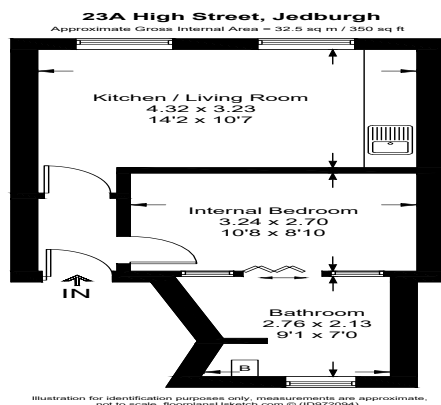 23A High Street, Jedburgh
Approximate Gross Internal Area = 32.5 sq m / 350 sq ft
Kitchen / Living Room
4.32 x 3.23
14'2 x 10'7
Internal Bedroom
3.24 x 2.70
10'8 x 8'10
IN
Bathroom
2.76 x 2.13
9'1 x 7'0
B
Illustration for identification purposes only, measurements are approximate,
not to scale. floorplansUsketch.com © (ID972094)